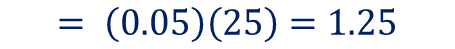 = (0.05)(25) = 1.25